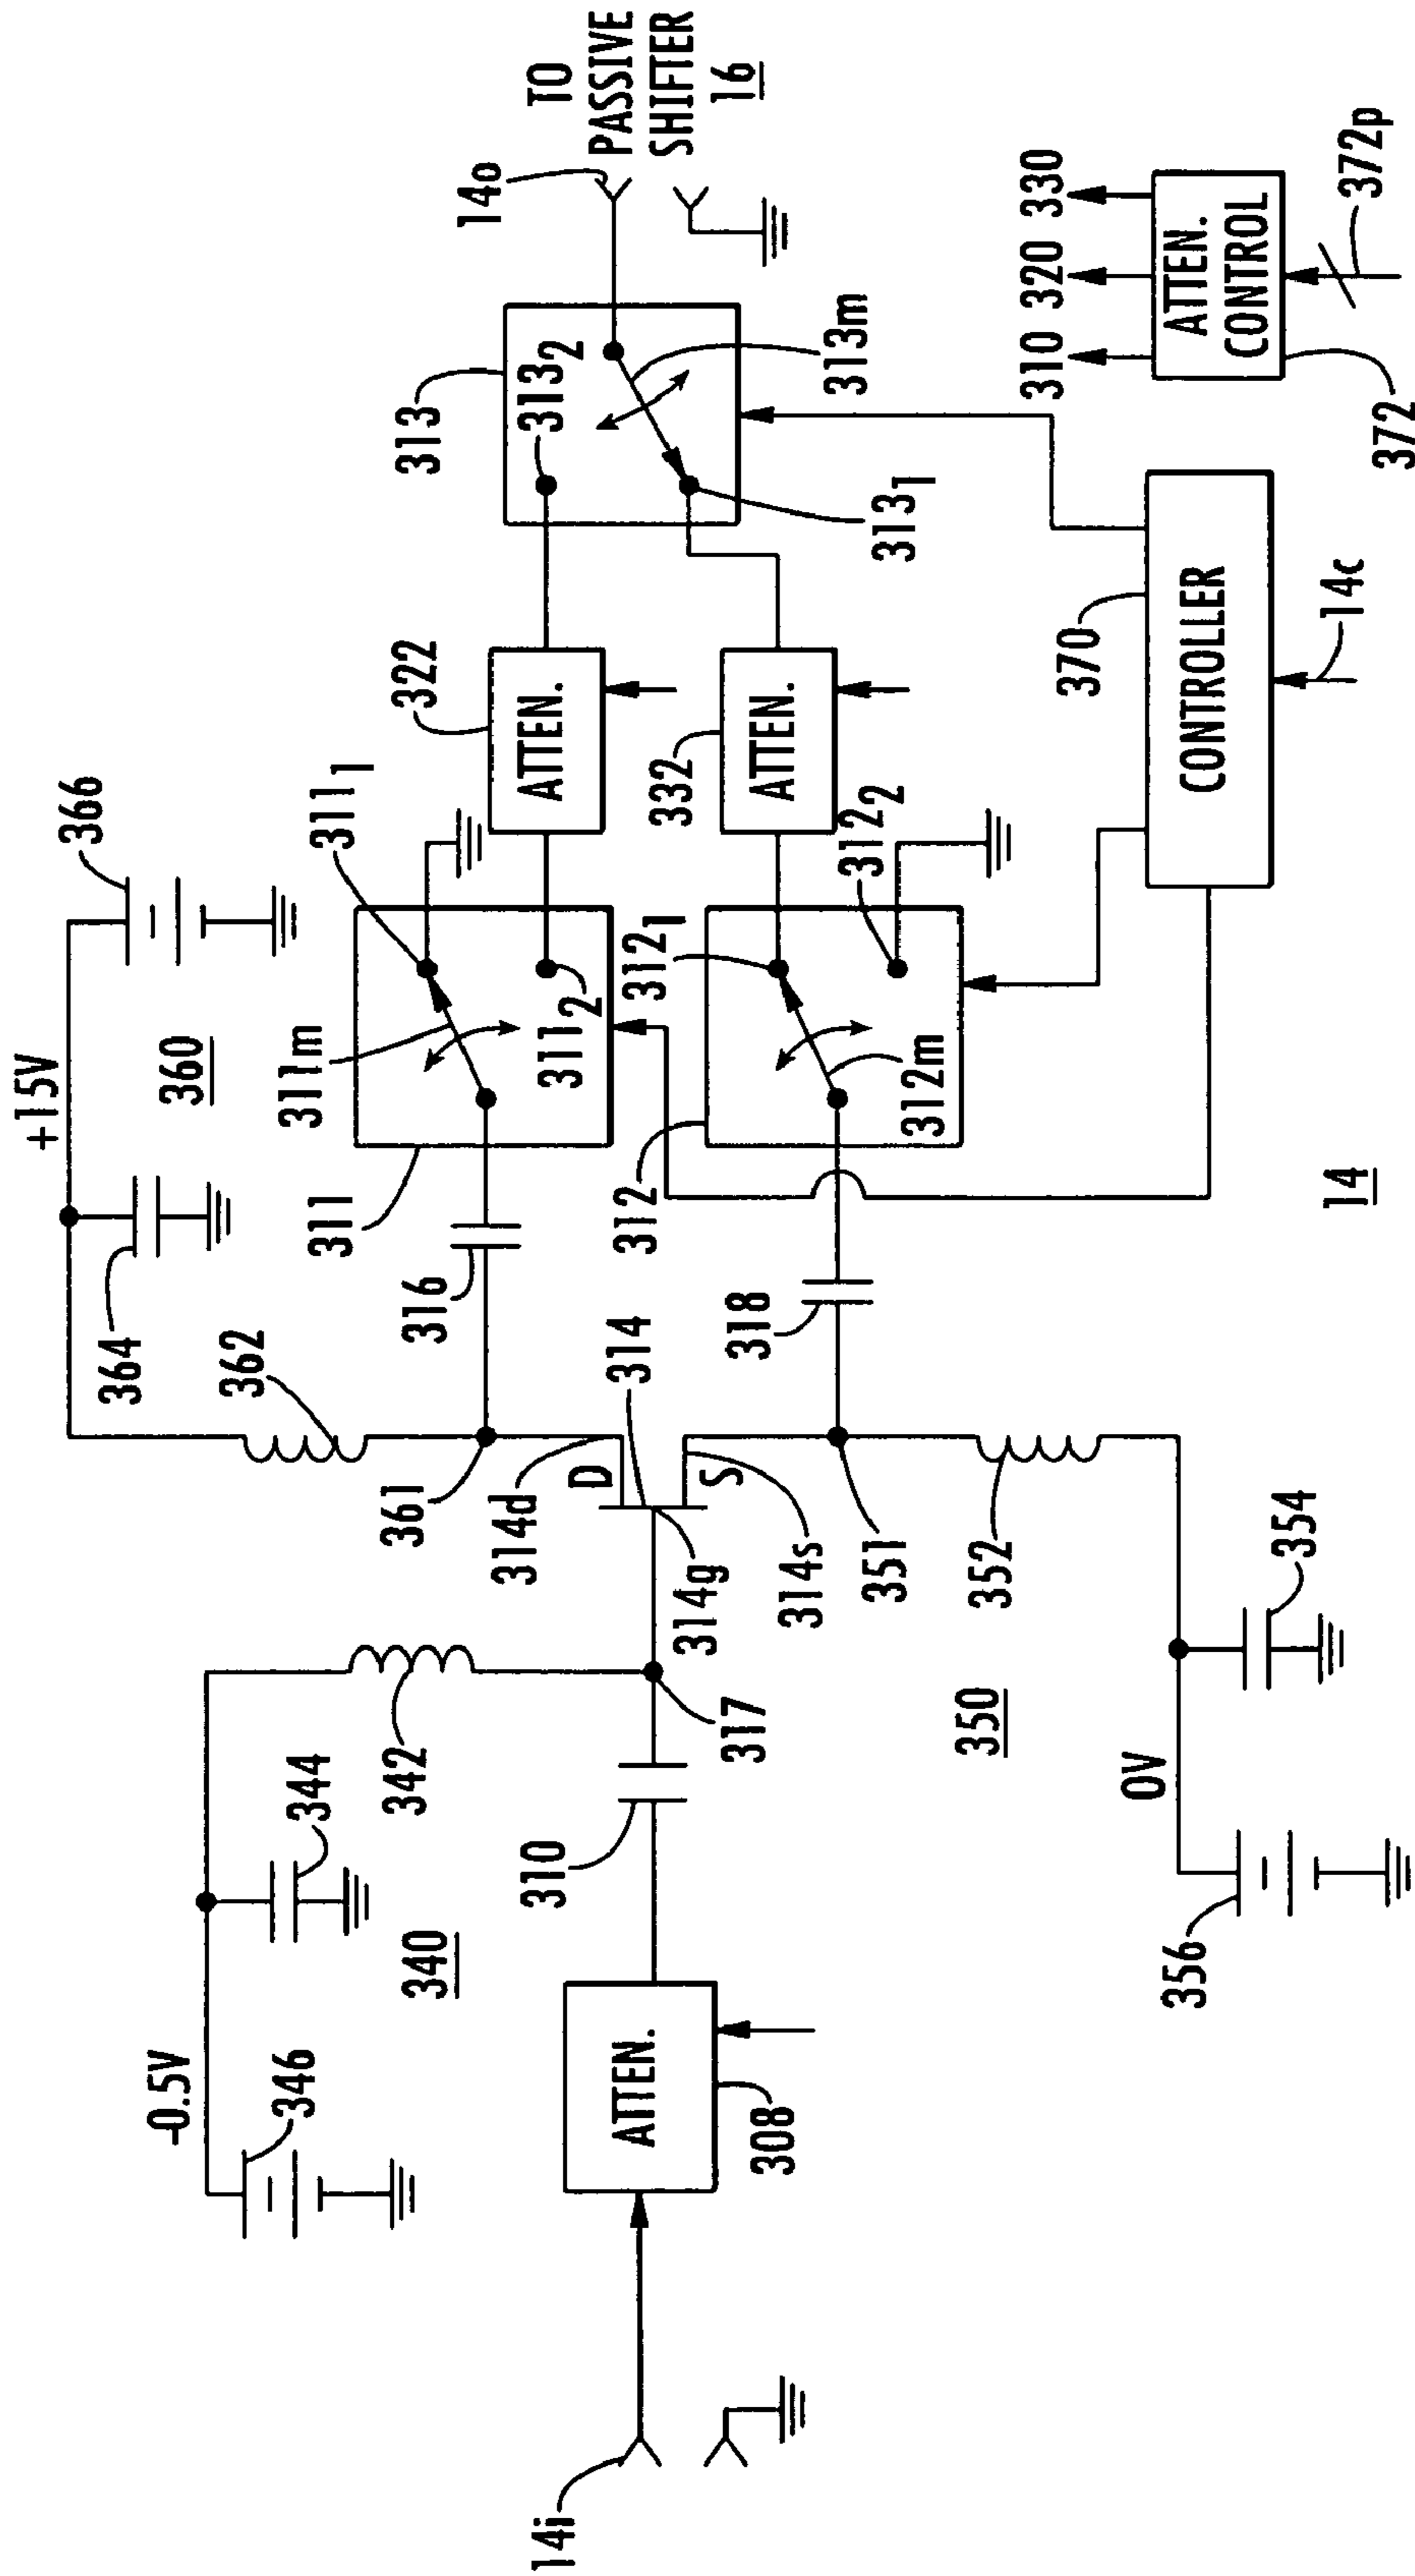 +15V
366
364
362
360
-0.5V
346
344
342
340
311
311m
311₁
311₂
316
361
314d
D
314
314g
S
314s
351
317
310
14i
ATTEN.
308
350
352
354
0V
356
318
312
312m
312₁
312₂
322
ATTEN.
332
ATTEN.
313
313₂
313₁
313m
14o
TO
PASSIVE
SHIFTER
16
370
CONTROLLER
14c
310 320 330
ATTEN.
CONTROL
372
372p
14